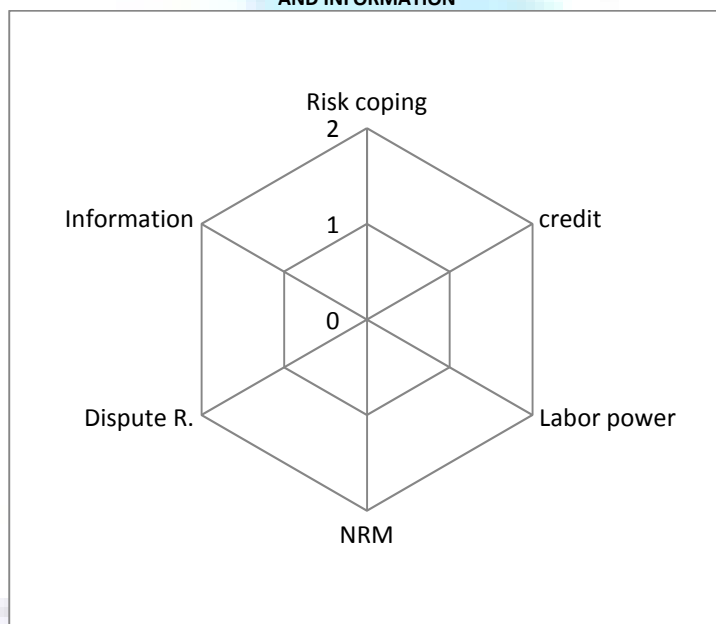 AND INFORMATION
Risk coping
2
Information
1
credit
0
Dispute R.
Labor power
NRM